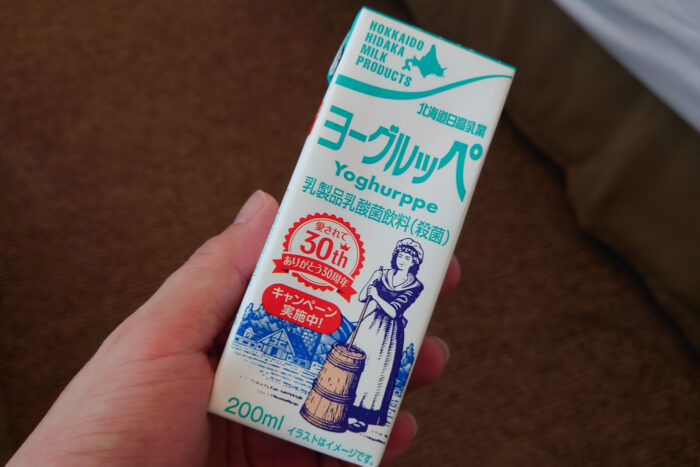 HOKKAIDO
HIDAKA
MILK
PRODUCTS
北海道日高乳業
ヨーグルッペ
Yoghurppe
乳製品乳酸菌飲料(殺菌)
愛されて
30th
ありがとう30周年
キャンペーン
実施中!
200ml
イラストはイメージです。